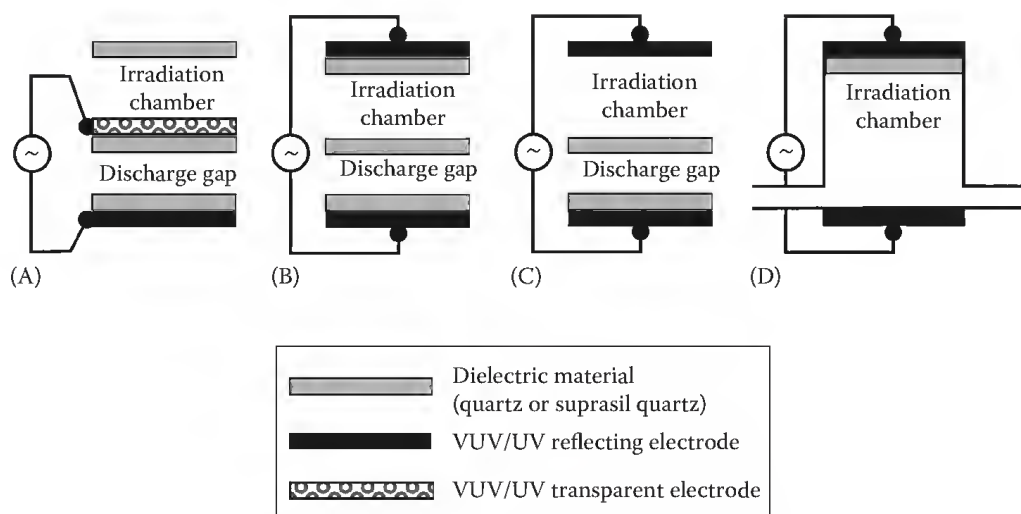 Irradiation
chamber
Discharge gap
(A)
~
Irradiation
chamber
Discharge gap
(B)
~
Irradiation
chamber
Discharge gap
(C)
~
Irradiation
chamber
(D)
~
Dielectric material
(quartz or suprasil quartz)
VUV/UV reflecting electrode
VUV/UV transparent electrode